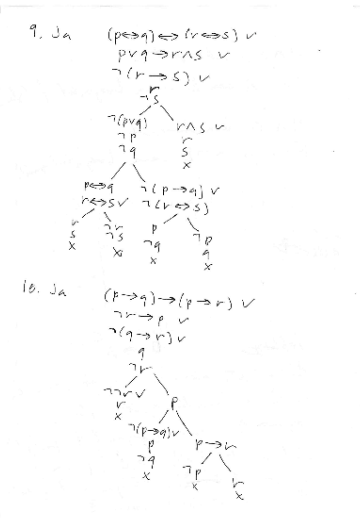 9. Ja (p↔q)↔(r↔s) ✓
p∨q→r∧s ✓
¬(r→s) ✓
r
¬s
¬(p∨q) r∧s ✓
¬p r
¬q s
x
p↔q ¬(p→q) ✓
r↔s ✓ ¬(r↔s)
r ¬r p ¬p
s ¬s ¬q q
x x x x
10. Ja (p→q)→(p→r) ✓
¬r→p ✓
¬(q→r) ✓
q
¬r
¬¬r ✓ p
r
x
¬(p→q) ✓ p→r
p ¬p r
¬q x x
x